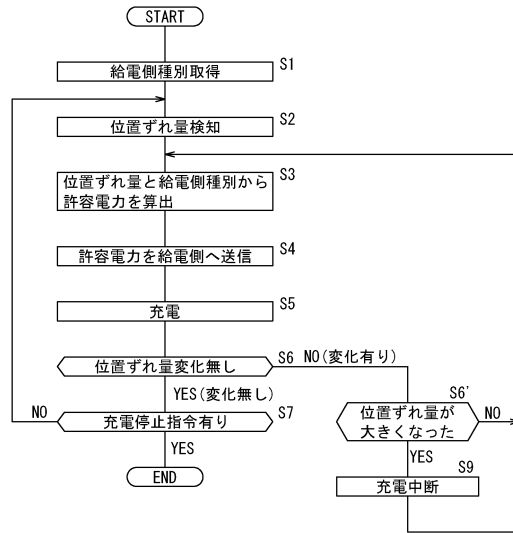 START
給電側種別取得
S1
位置ずれ量検知
S2
位置ずれ量と給電側種別から
許容電力を算出
S3
許容電力を給電側へ送信
S4
充電
S5
位置ずれ量変化無し
S6
NO(変化有り)
YES(変化無し)
S6'
位置ずれ量が
大きくなった
NO
YES
NO
充電停止指令有り
S7
YES
END
S9
充電中断